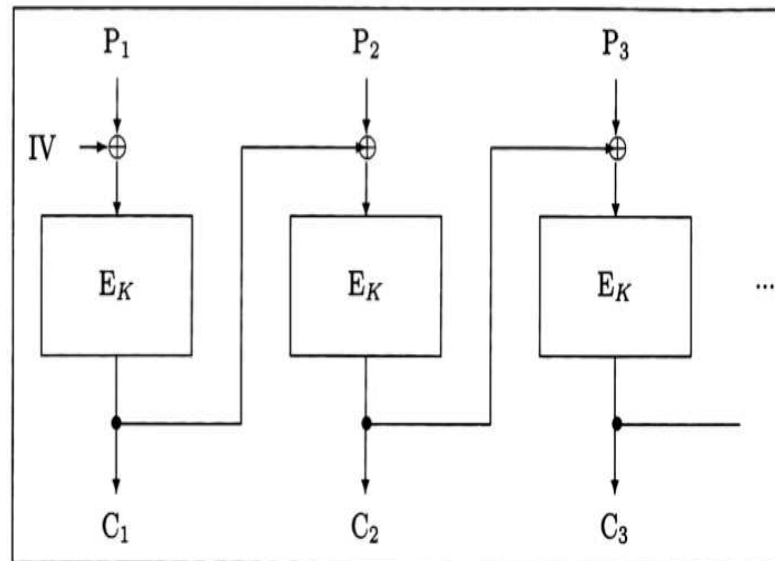 P₁ P₂ P₃
IV
E_K E_K E_K ...
C₁ C₂ C₃